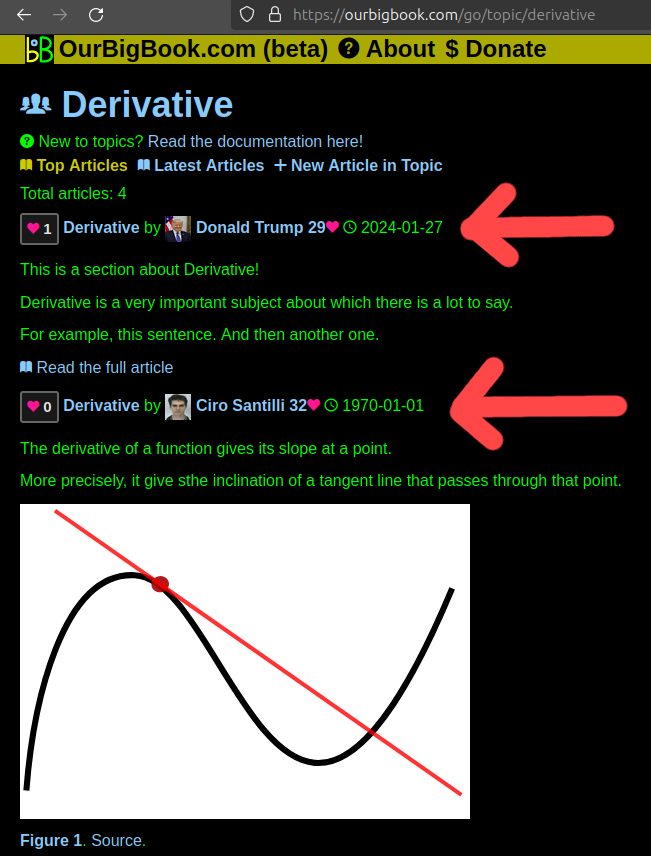 https://ourbigbook.com/go/topic/derivative
OurBigBook.com (beta) ? About $ Donate
Derivative
? New to topics? Read the documentation here!
Top Articles Latest Articles + New Article in Topic
Total articles: 4
1 Derivative by Donald Trump 29 2024-01-27
This is a section about Derivative!
Derivative is a very important subject about which there is a lot to say.
For example, this sentence. And then another one.
Read the full article
0 Derivative by Ciro Santilli 32 1970-01-01
The derivative of a function gives its slope at a point.
More precisely, it give sthe inclination of a tangent line that passes through that point.
Figure 1. Source.